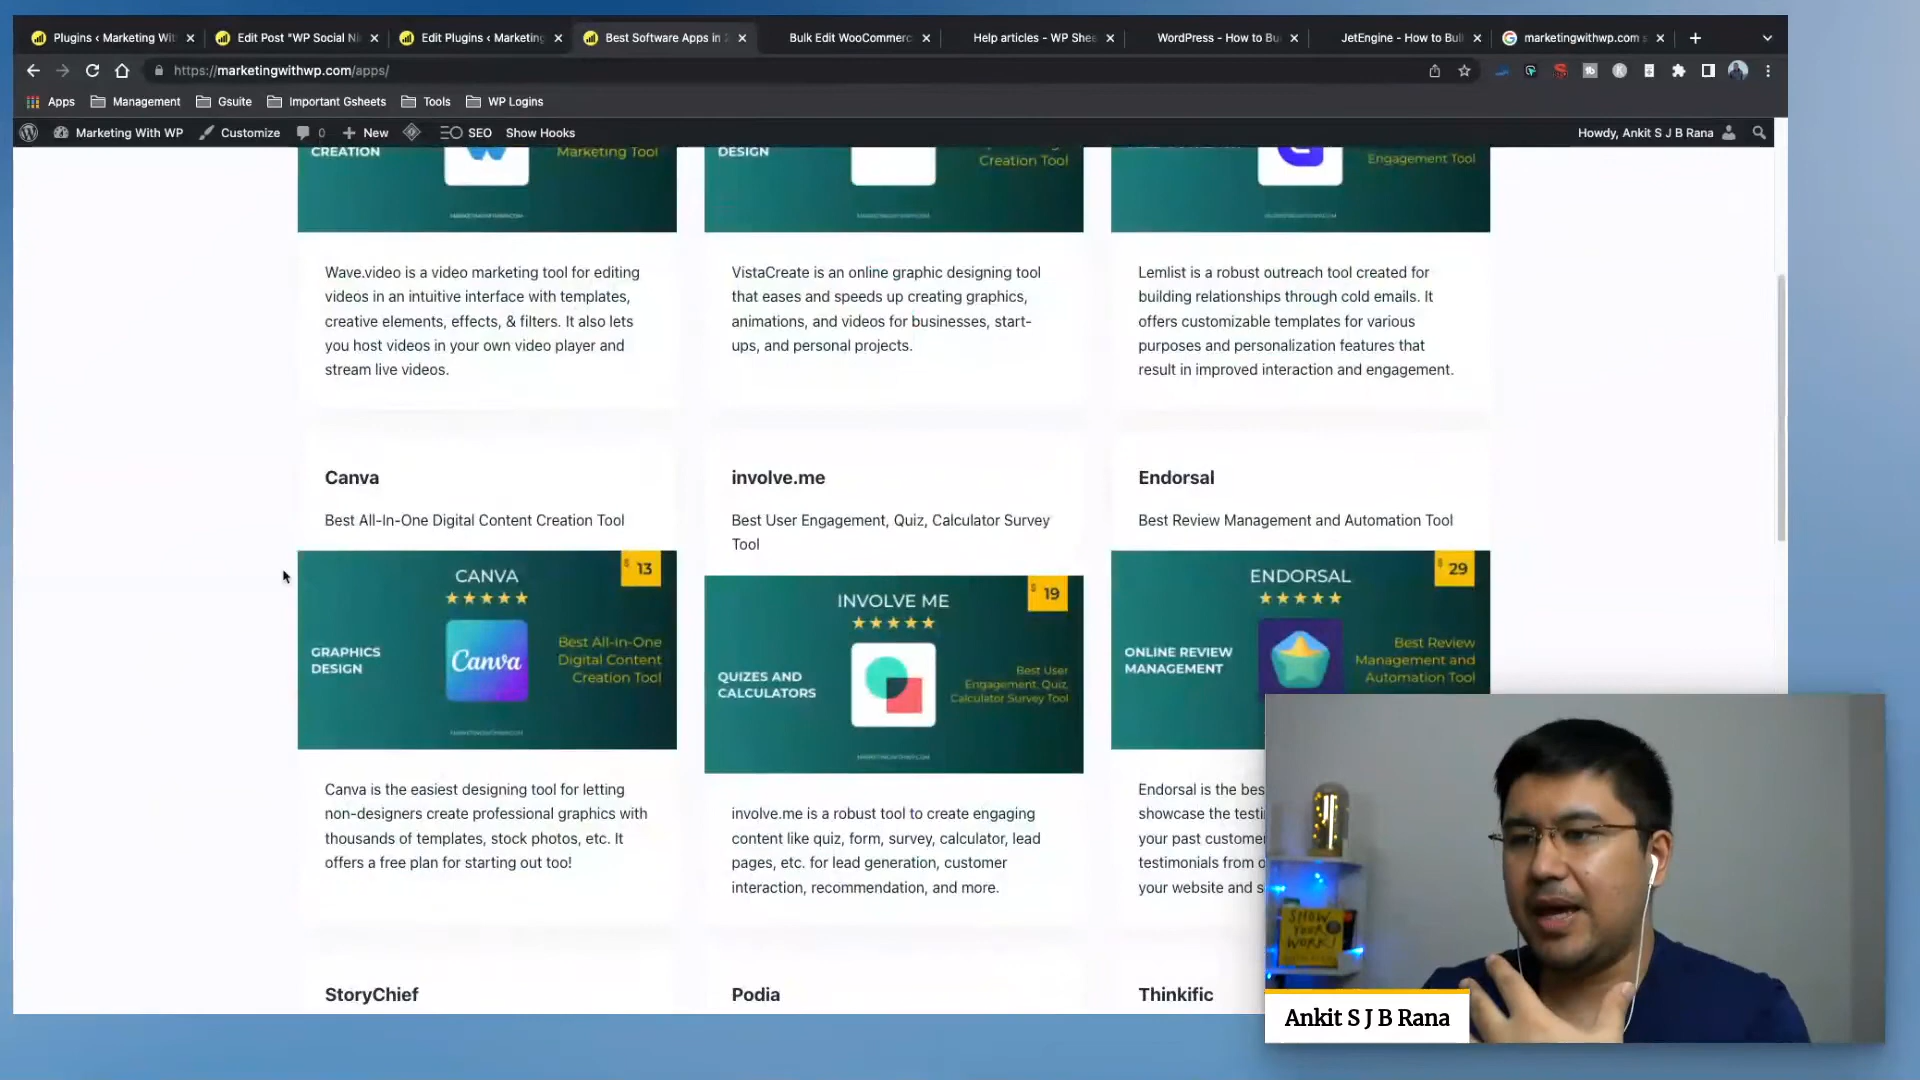 Plugins ‹ Marketing Wit
Edit Post "WP Social Ni
Edit Plugins ‹ Marketing
Best Software Apps in 2
Bulk Edit WooCommerc
Help articles - WP Shee
WordPress - How to Bu
JetEngine - How to Buil
marketingwithwp.com s
https://marketingwithwp.com/apps/
Apps
Management
Gsuite
Important Gsheets
Tools
WP Logins
Marketing With WP
Customize
0
New
SEO
Show Hooks
Howdy, Ankit S J B Rana
CREATION
Marketing Tool
DESIGN
Creation Tool
Engagement Tool
MARKETINGWITHWP.COM
MARKETINGWITHWP.COM
MARKETINGWITHWP.COM
Wave.video is a video marketing tool for editing
videos in an intuitive interface with templates,
creative elements, effects, & filters. It also lets
you host videos in your own video player and
stream live videos.
VistaCreate is an online graphic designing tool
that eases and speeds up creating graphics,
animations, and videos for businesses, start-
ups, and personal projects.
Lemlist is a robust outreach tool created for
building relationships through cold emails. It
offers customizable templates for various
purposes and personalization features that
result in improved interaction and engagement.
Canva
Best All-In-One Digital Content Creation Tool
CANVA
$ 13
GRAPHICS
DESIGN
Canva
Best All-in-One
Digital Content
Creation Tool
MARKETINGWITHWP.COM
Canva is the easiest designing tool for letting
non-designers create professional graphics with
thousands of templates, stock photos, etc. It
offers a free plan for starting out too!
involve.me
Best User Engagement, Quiz, Calculator Survey
Tool
INVOLVE ME
$ 19
QUIZES AND
CALCULATORS
Best User
Engagement, Quiz,
Calculator Survey Tool
MARKETINGWITHWP.COM
involve.me is a robust tool to create engaging
content like quiz, form, survey, calculator, lead
pages, etc. for lead generation, customer
interaction, recommendation, and more.
Endorsal
Best Review Management and Automation Tool
ENDORSAL
$ 29
ONLINE REVIEW
MANAGEMENT
Best Review
Management and
Automation Tool
Endorsal is the bes
showcase the testi
your past custome
testimonials from o
your website and s
StoryChief
Podia
Thinkific
SHOW
YOUR
WORK!
Ankit S J B Rana